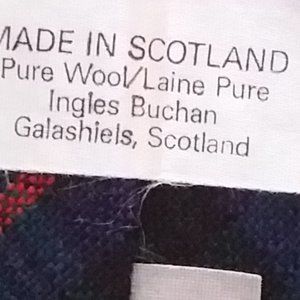 MADE IN SCOTLAND
Pure Wool/Laine Pure
Ingles Buchan
Galashiels, Scotland